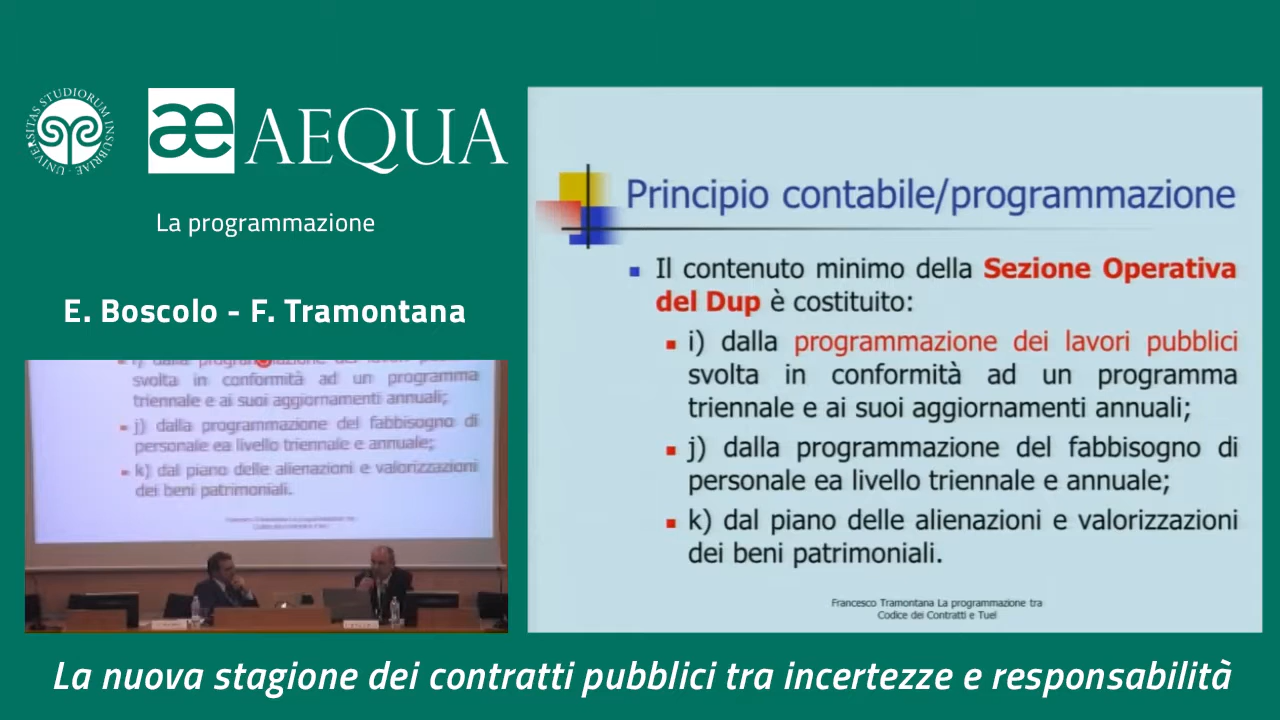 UNIVERSITAS STUDIORUM INSUBRIAE
æ AEQUA
La programmazione
E. Boscolo - F. Tramontana
svolta in conformità ad un programma
triennale e ai suoi aggiornamenti annuali;
j) dalla programmazione del fabbisogno di
personale ea livello triennale e annuale;
k) dal piano delle alienazioni e valorizzazioni
dei beni patrimoniali.
Principio contabile/programmazione
Il contenuto minimo della Sezione Operativa
del Dup è costituito:
i) dalla programmazione dei lavori pubblici
svolta in conformità ad un programma
triennale e ai suoi aggiornamenti annuali;
j) dalla programmazione del fabbisogno di
personale ea livello triennale e annuale;
k) dal piano delle alienazioni e valorizzazioni
dei beni patrimoniali.
Francesco Tramontana La programmazione tra
Codice dei Contratti e Tuel
La nuova stagione dei contratti pubblici tra incertezze e responsabilità